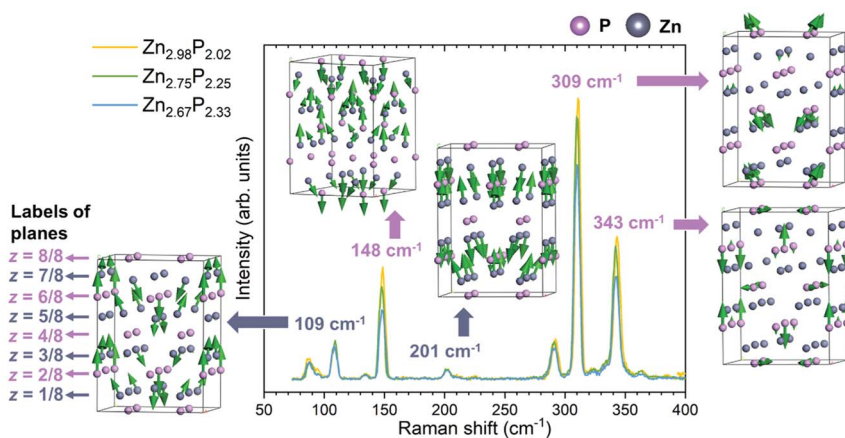 Zn₂.₉₈P₂.₀₂
Zn₂.₇₅P₂.₂₅
Zn₂.₆₇P₂.₃₃
P Zn
309 cm⁻¹
343 cm⁻¹
148 cm⁻¹
201 cm⁻¹
109 cm⁻¹
Labels of
planes
z = 8/8
z = 7/8
z = 6/8
z = 5/8
z = 4/8
z = 3/8
z = 2/8
z = 1/8
Intensity (arb. units)
50 100 150 200 250 300 350 400
Raman shift (cm⁻¹)